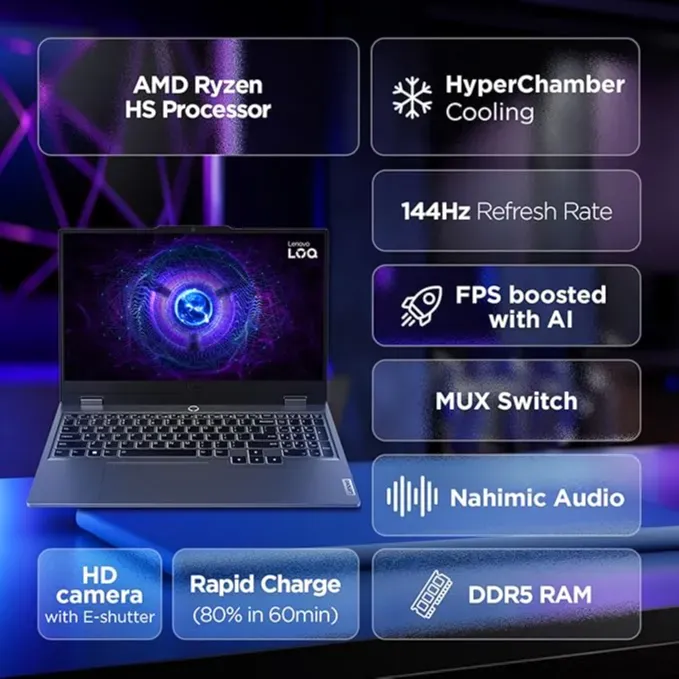 AMD Ryzen
HS Processor
HyperChamber
Cooling
144Hz Refresh Rate
Lenovo
LOQ
FPS boosted
with AI
MUX Switch
Nahimic Audio
HD
camera
with E-shutter
Rapid Charge
(80% in 60min)
DDR5 RAM